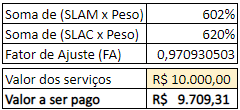 Soma de (SLAM x Peso) 602%
Soma de (SLAC x Peso) 620%
Fator de Ajuste (FA) 0,970930503
Valor dos serviços R$ 10.000,00
Valor a ser pago R$ 9.709,31